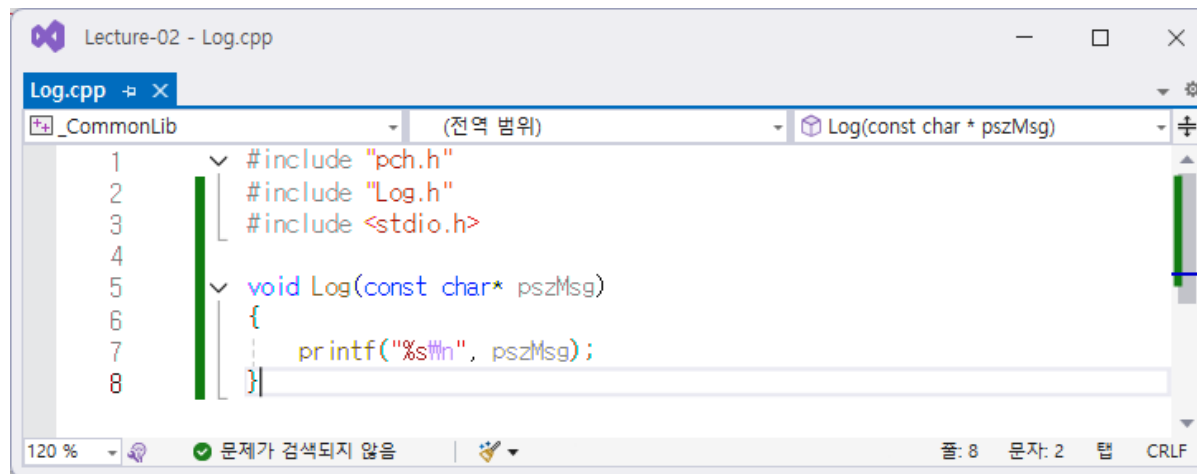 Lecture-02 - Log.cpp
Log.cpp
_CommonLib (전역 범위) Log(const char * pszMsg)
1 #include "pch.h"
2 #include "Log.h"
3 #include <stdio.h>
4
5 void Log(const char* pszMsg)
6 {
7 printf("%s₩n", pszMsg);
8 }
120 % 문제가 검색되지 않음 줄: 8 문자: 2 탭 CRLF